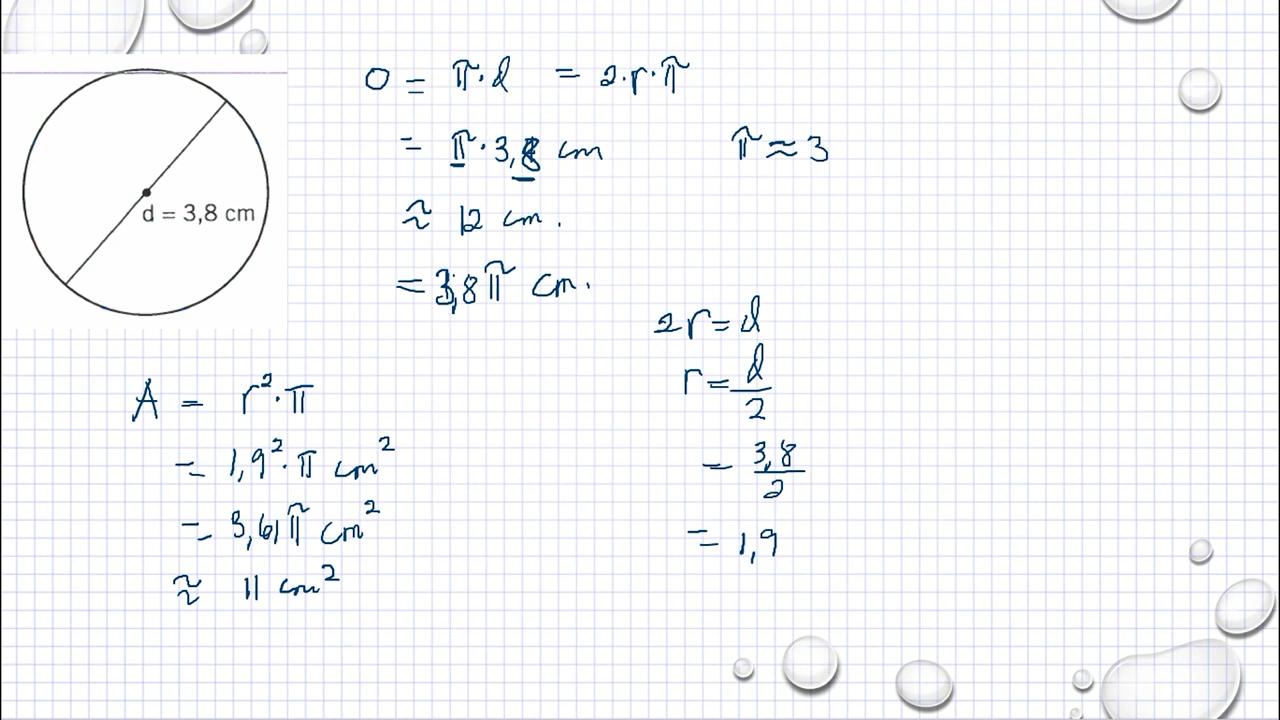 d = 3,8 cm
O = π·d = 2·r·π
= π·3,8 cm
π ≈ 3
≈ 12 cm.
= 3,8π cm.
2r = d
r = d/2
= 3,8/2
= 1,9
A = r²·π
= 1,9²·π cm²
= 3,61π cm²
≈ 11 cm²